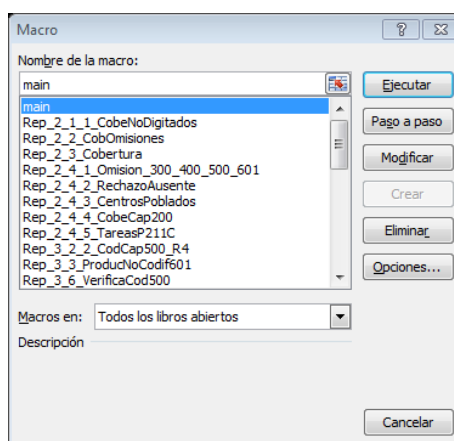 Macro
Nombre de la macro:
main
main
Rep_2_1_1_CobeNoDigitados
Rep_2_2_CobOmisiones
Rep_2_3_Cobertura
Rep_2_4_1_Omision_300_400_500_601
Rep_2_4_2_RechazoAusente
Rep_2_4_3_CentrosPoblados
Rep_2_4_4_CobeCap200
Rep_2_4_5_TareasP211C
Rep_3_2_2_CodCap500_R4
Rep_3_3_ProducNoCodif601
Rep_3_6_VerificaCod500
Ejecutar
Paso a paso
Modificar
Crear
Eliminar
Opciones...
Macros en: Todos los libros abiertos
Descripción
Cancelar